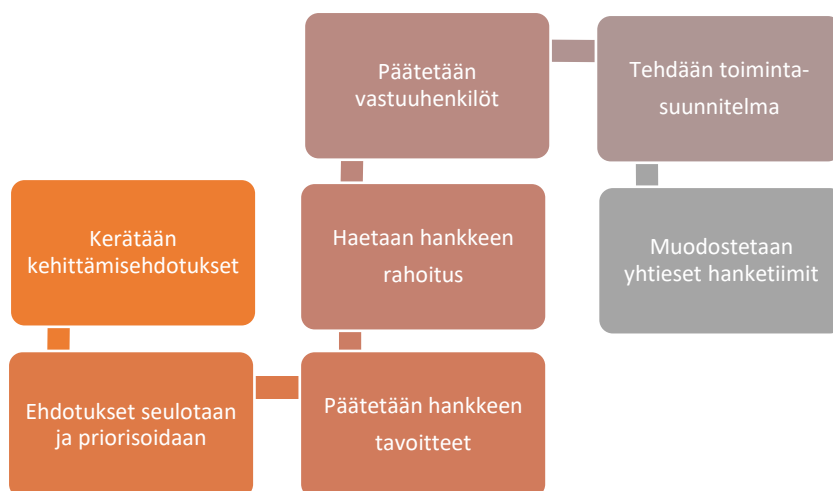 Kerätään
kehittämisehdotukset
Ehdotukset seulotaan
ja priorisoidaan
Päätetään hankkeen
tavoitteet
Haetaan hankkeen
rahoitus
Päätetään
vastuuhenkilöt
Tehdään toiminta-
suunnitelma
Muodostetaan
yhtieset hanketiimit